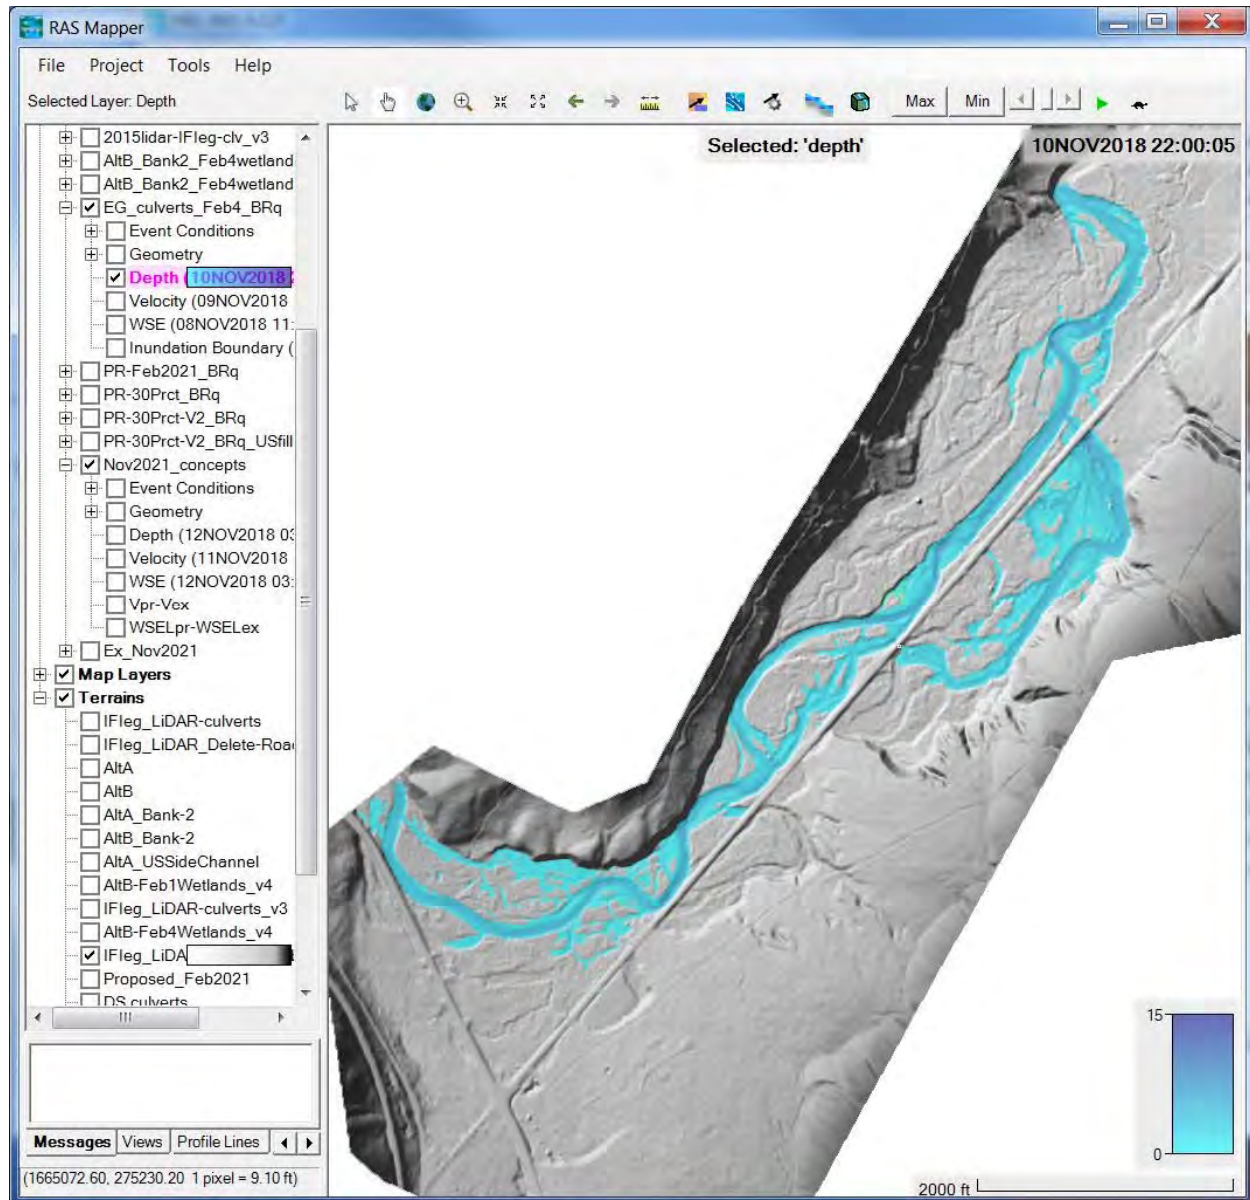 RAS Mapper
File Project Tools Help
Selected Layer: Depth
Max Min
2015lidar-IFleg-clv_v3
AltB_Bank2_Feb4wetland
AltB_Bank2_Feb4wetland
EG_culverts_Feb4_BRq
Event Conditions
Geometry
Depth (10NOV2018
Velocity (09NOV2018
WSE (08NOV2018 11:
Inundation Boundary (
PR-Feb2021_BRq
PR-30Prct_BRq
PR-30Prct-V2_BRq
PR-30Prct-V2_BRq_USfill
Nov2021_concepts
Event Conditions
Geometry
Depth (12NOV2018 03:
Velocity (11NOV2018
WSE (12NOV2018 03:
Vpr-Vex
WSELpr-WSELex
Ex_Nov2021
Map Layers
Terrains
IFleg_LiDAR-culverts
IFleg_LiDAR_Delete-Road
AltA
AltB
AltA_Bank-2
AltB_Bank-2
AltA_USSideChannel
AltB-Feb1Wetlands_v4
IFleg_LiDAR-culverts_v3
AltB-Feb4Wetlands_v4
IFleg_LiDA
Proposed_Feb2021
DS culverts
Messages Views Profile Lines
(1665072.60, 275230.20 1 pixel = 9.10 ft)
Selected: 'depth'
10NOV2018 22:00:05
15
0
2000 ft